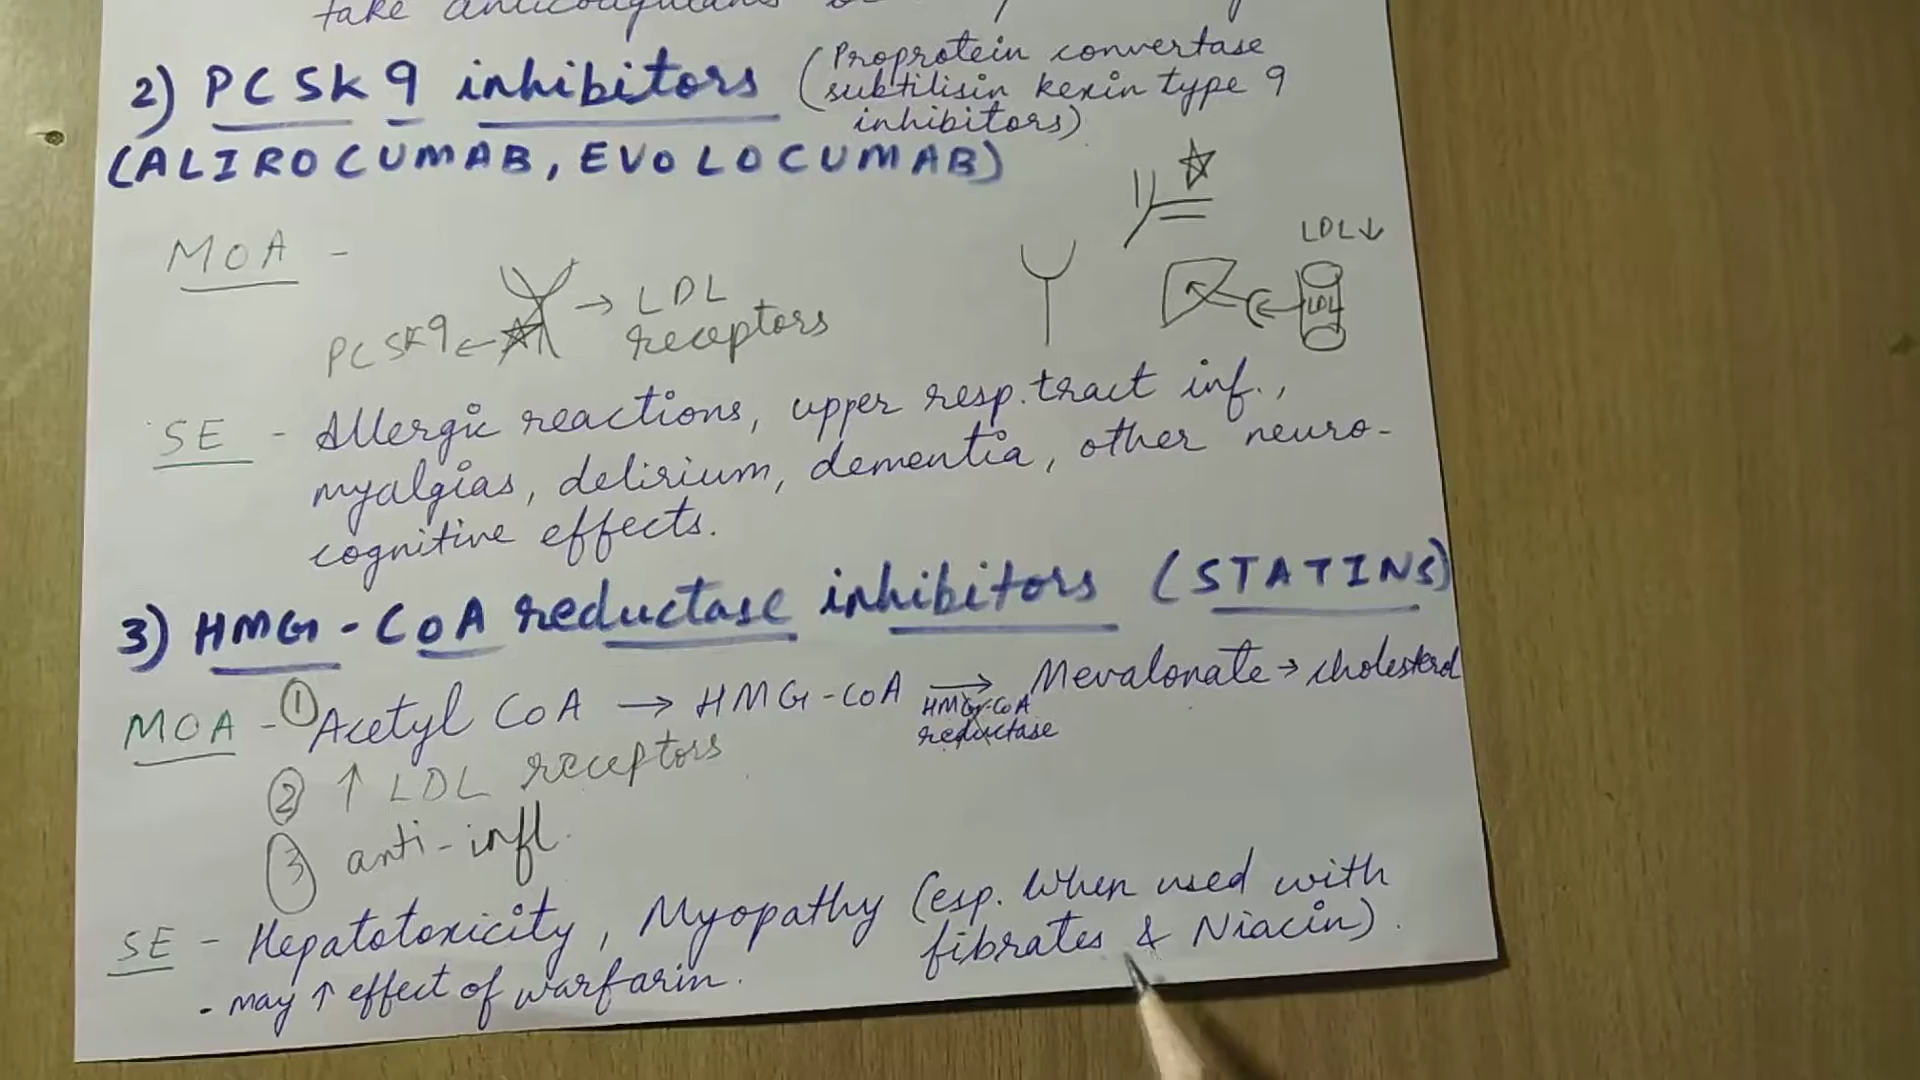 take anticoagulants
2) PCSK9 inhibitors (Proprotein convertase
subtilisin kexin type 9
inhibitors)
(ALIROCUMAB, EVOLOCUMAB)
MOA -
LDL↓
LDL
PCSK9 ← → LDL
receptors
SE - Allergic reactions, upper resp. tract inf.,
myalgias, delirium, dementia, other neuro-
cognitive effects.
3) HMG-CoA reductase inhibitors (STATINS)
MOA - ① Acetyl CoA → HMG-CoA → Mevalonate → cholesterol
HMG-CoA
reductase
② ↑ LDL receptors
③ anti-infl.
SE - Hepatotoxicity, Myopathy (esp. when used with
fibrates & Niacin).
- may ↑ effect of warfarin.